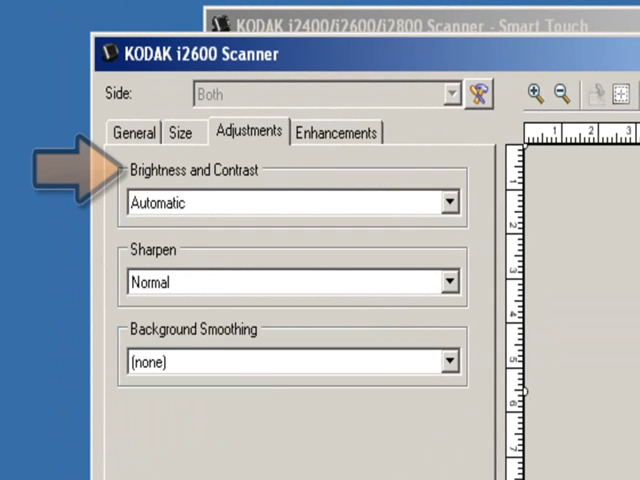 KODAK i2400/i2600/i2800 Scanner - Smart Touch
KODAK i2600 Scanner
Side:
Both
General
Size
Adjustments
Enhancements
1 2 3
Brightness and Contrast
Automatic
Sharpen
Normal
Background Smoothing
(none)
1
2
3
4
5
6
7